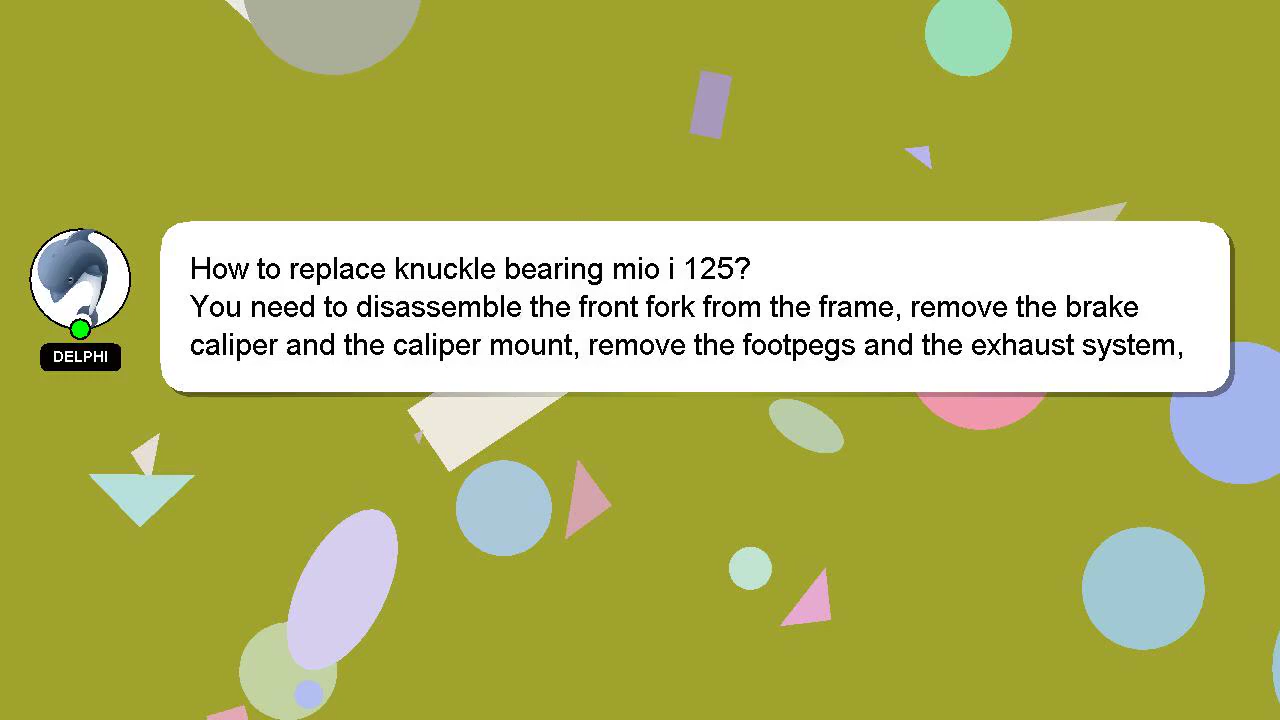 How to replace knuckle bearing mio i 125?
You need to disassemble the front fork from the frame, remove the brake
caliper and the caliper mount, remove the footpegs and the exhaust system,
DELPHI